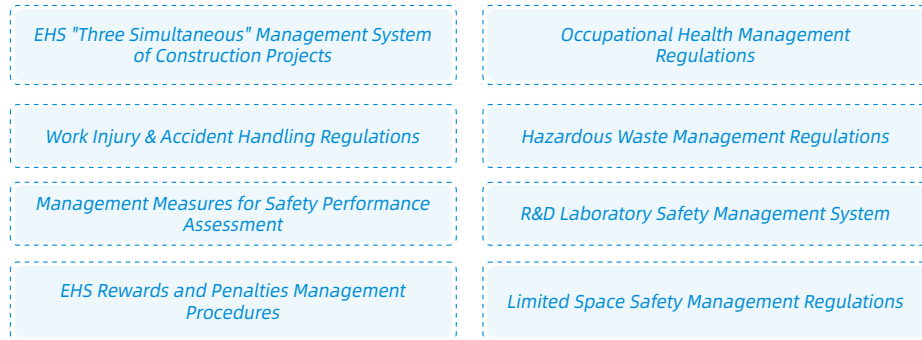 EHS "Three Simultaneous" Management System
of Construction Projects
Occupational Health Management
Regulations
Work Injury & Accident Handling Regulations
Hazardous Waste Management Regulations
Management Measures for Safety Performance
Assessment
R&D Laboratory Safety Management System
EHS Rewards and Penalties Management
Procedures
Limited Space Safety Management Regulations